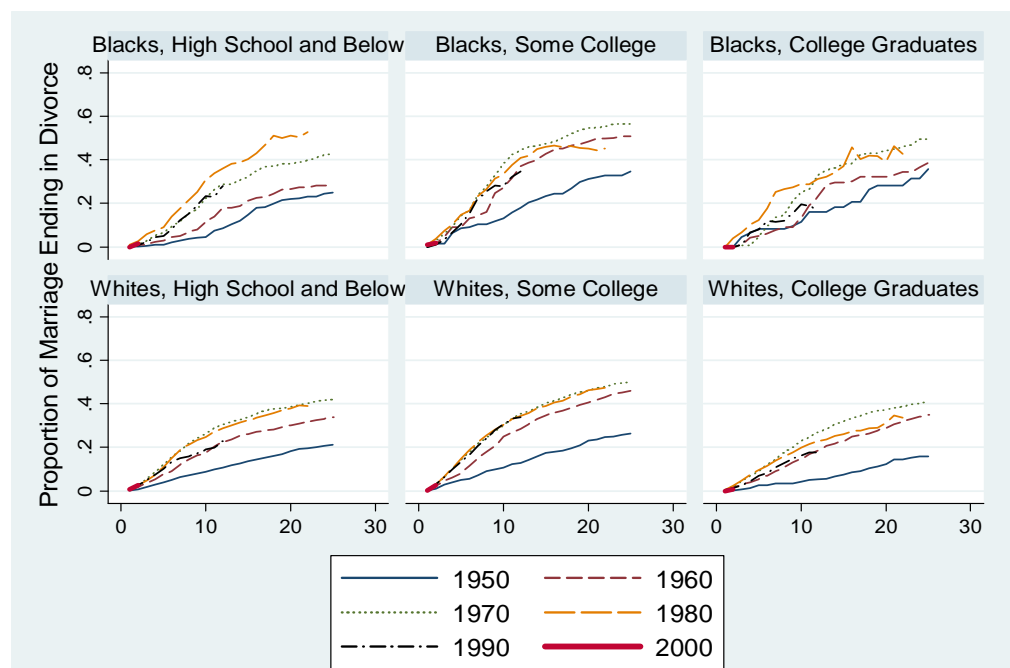 Blacks, High School and Below
Blacks, Some College
Blacks, College Graduates
Proportion of Marriage Ending in Divorce
.8
.6
.4
.2
0
Whites, High School and Below
Whites, Some College
Whites, College Graduates
.8
.6
.4
.2
0
0 10 20 30
0 10 20 30
0 10 20 30
1950 1960
1970 1980
1990 2000